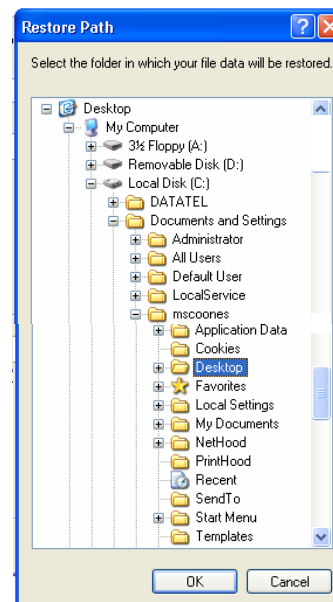 Restore Path
Select the folder in which your file data will be restored.
Desktop
My Computer
3½ Floppy (A:)
Removable Disk (D:)
Local Disk (C:)
DATATEL
Documents and Settings
Administrator
All Users
Default User
LocalService
mscoones
Application Data
Cookies
Desktop
Favorites
Local Settings
My Documents
NetHood
PrintHood
Recent
SendTo
Start Menu
Templates
OK Cancel